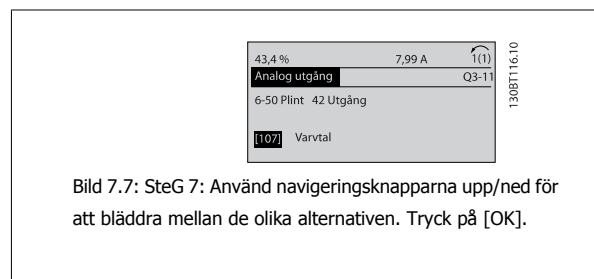 43,4 % 7,99 A 1(1)
Analog utgång Q3-11
6-50 Plint 42 Utgång
[107] Varvtal
130BT116.10
Bild 7.7: SteG 7: Använd navigeringsknapparna upp/ned för
att bläddra mellan de olika alternativen. Tryck på [OK].